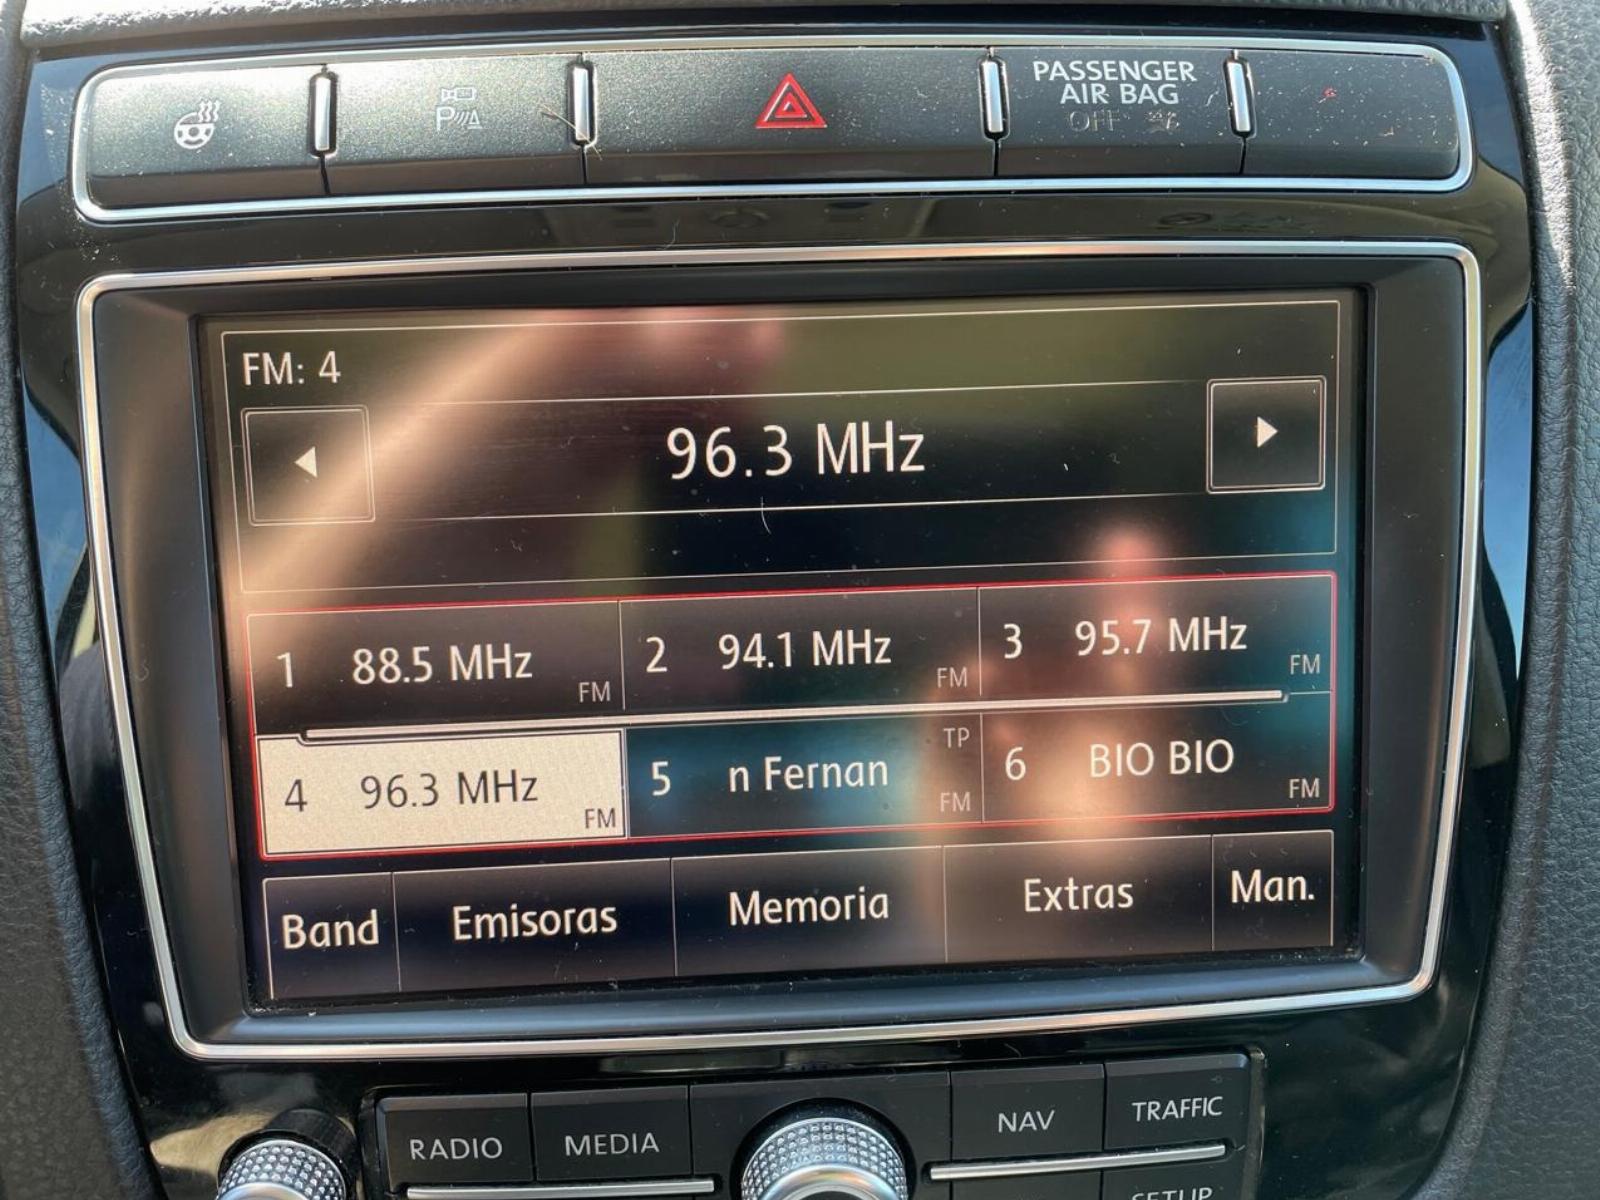 P
PASSENGER
AIR BAG
OFF
FM: 4
96.3 MHz
1 88.5 MHz FM
2 94.1 MHz FM
3 95.7 MHz FM
4 96.3 MHz FM
5 n Fernan TP FM
6 BIO BIO FM
Band Emisoras Memoria Extras Man.
RADIO MEDIA NAV TRAFFIC
SETUP